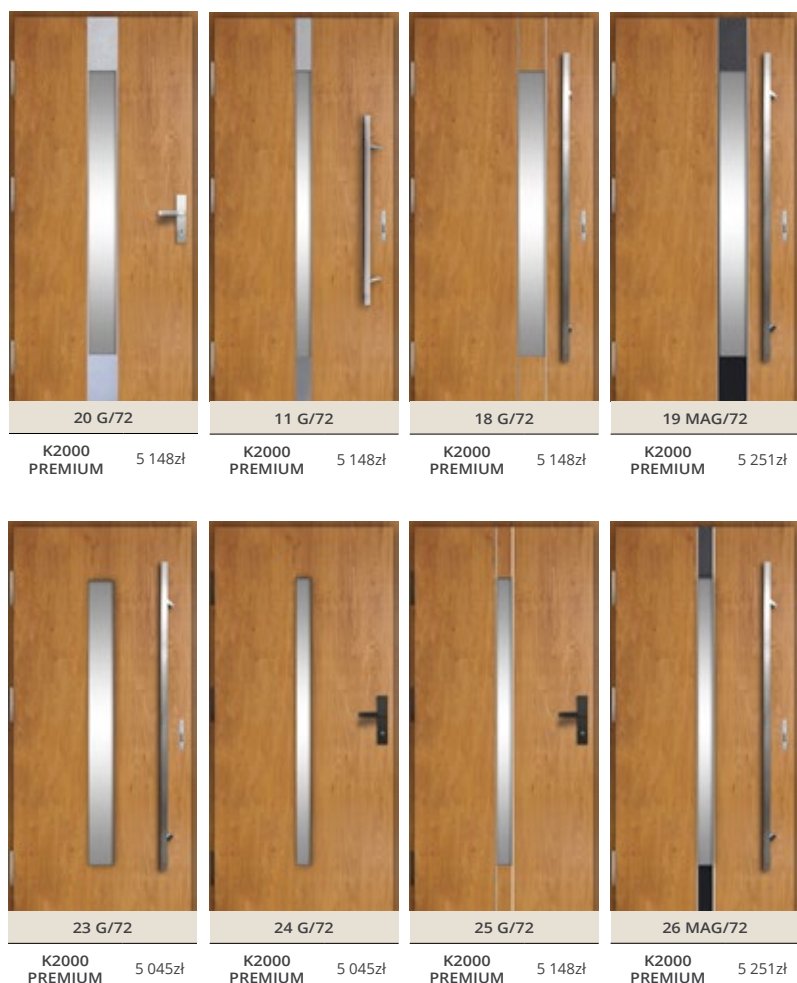 20 G/72
11 G/72
18 G/72
19 MAG/72
K2000
PREMIUM
5 148zł
K2000
PREMIUM
5 148zł
K2000
PREMIUM
5 148zł
K2000
PREMIUM
5 251zł
23 G/72
24 G/72
25 G/72
26 MAG/72
K2000
PREMIUM
5 045zł
K2000
PREMIUM
5 045zł
K2000
PREMIUM
5 148zł
K2000
PREMIUM
5 251zł